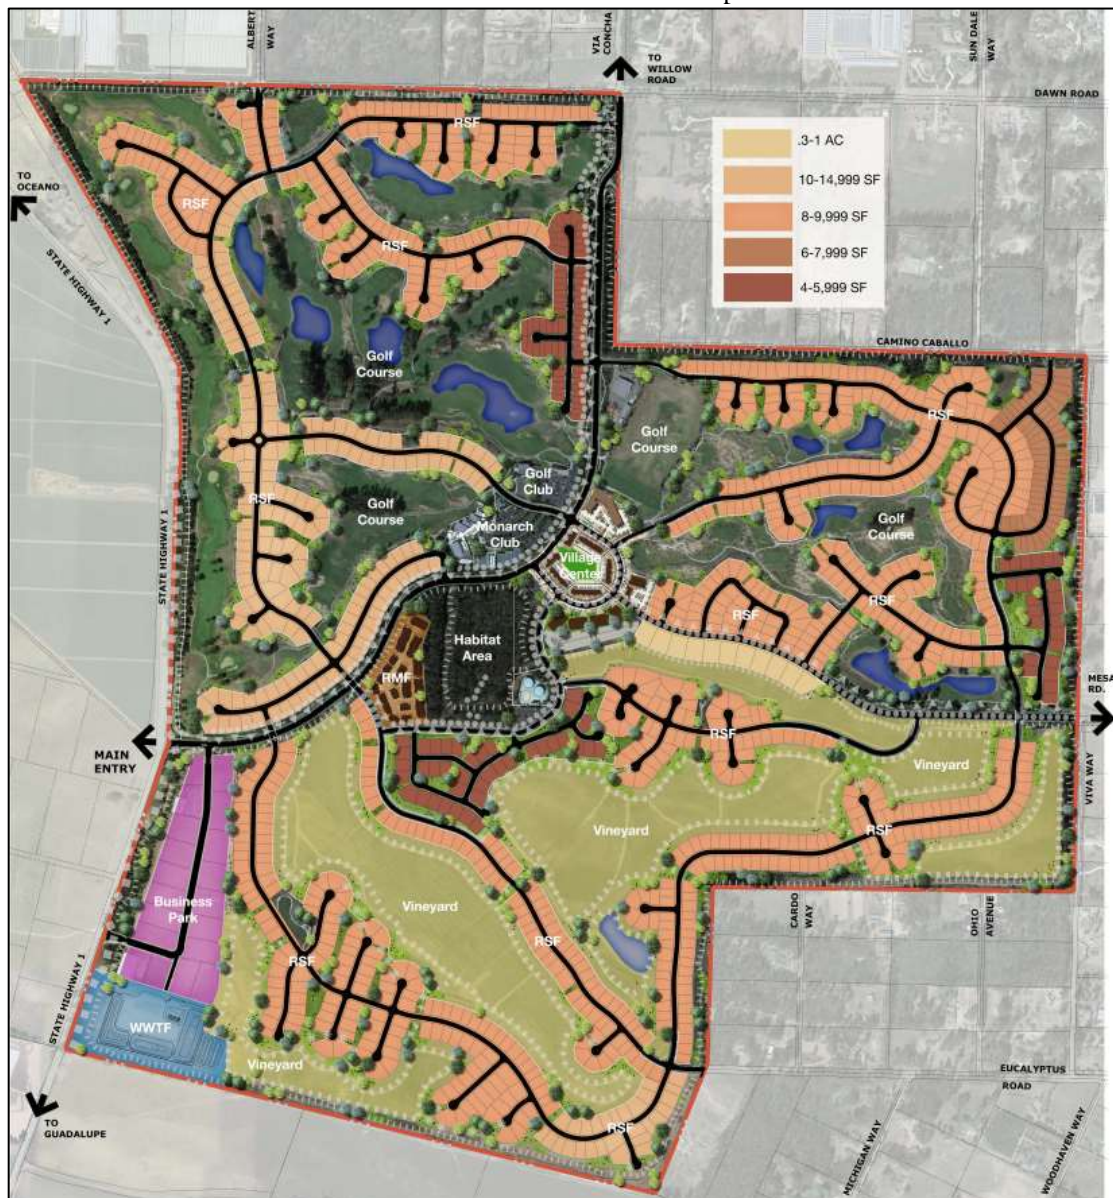 ALBERT
WAY
VIA
CONCHA
TO
WILLOW
ROAD
SUN DALE
WAY
DAWN ROAD
RSF
.3-1 AC
10-14,999 SF
8-9,999 SF
6-7,999 SF
4-5,999 SF
TO
OCEANO
RSF
RSF
STATE HIGHWAY 1
CAMINO CABALLO
Golf
Course
RSF
Golf
Course
Golf
Club
RSF
Golf
Course
Monarch
Club
Golf
Course
STATE HIGHWAY 1
Village
Center
RSF
RSF
Habitat
Area
RMF
MESA
RD.
RSF
MAIN
ENTRY
Vineyard
VIVA WAY
Vineyard
RSF
Business
Park
Vineyard
CARDO
WAY
OHIO
AVENUE
RSF
RSF
STATE HIGHWAY 1
WWTF
Vineyard
EUCALYPTUS
ROAD
TO
GUADALUPE
RSF
MICHIGAN WAY
WOODHAVEN WAY